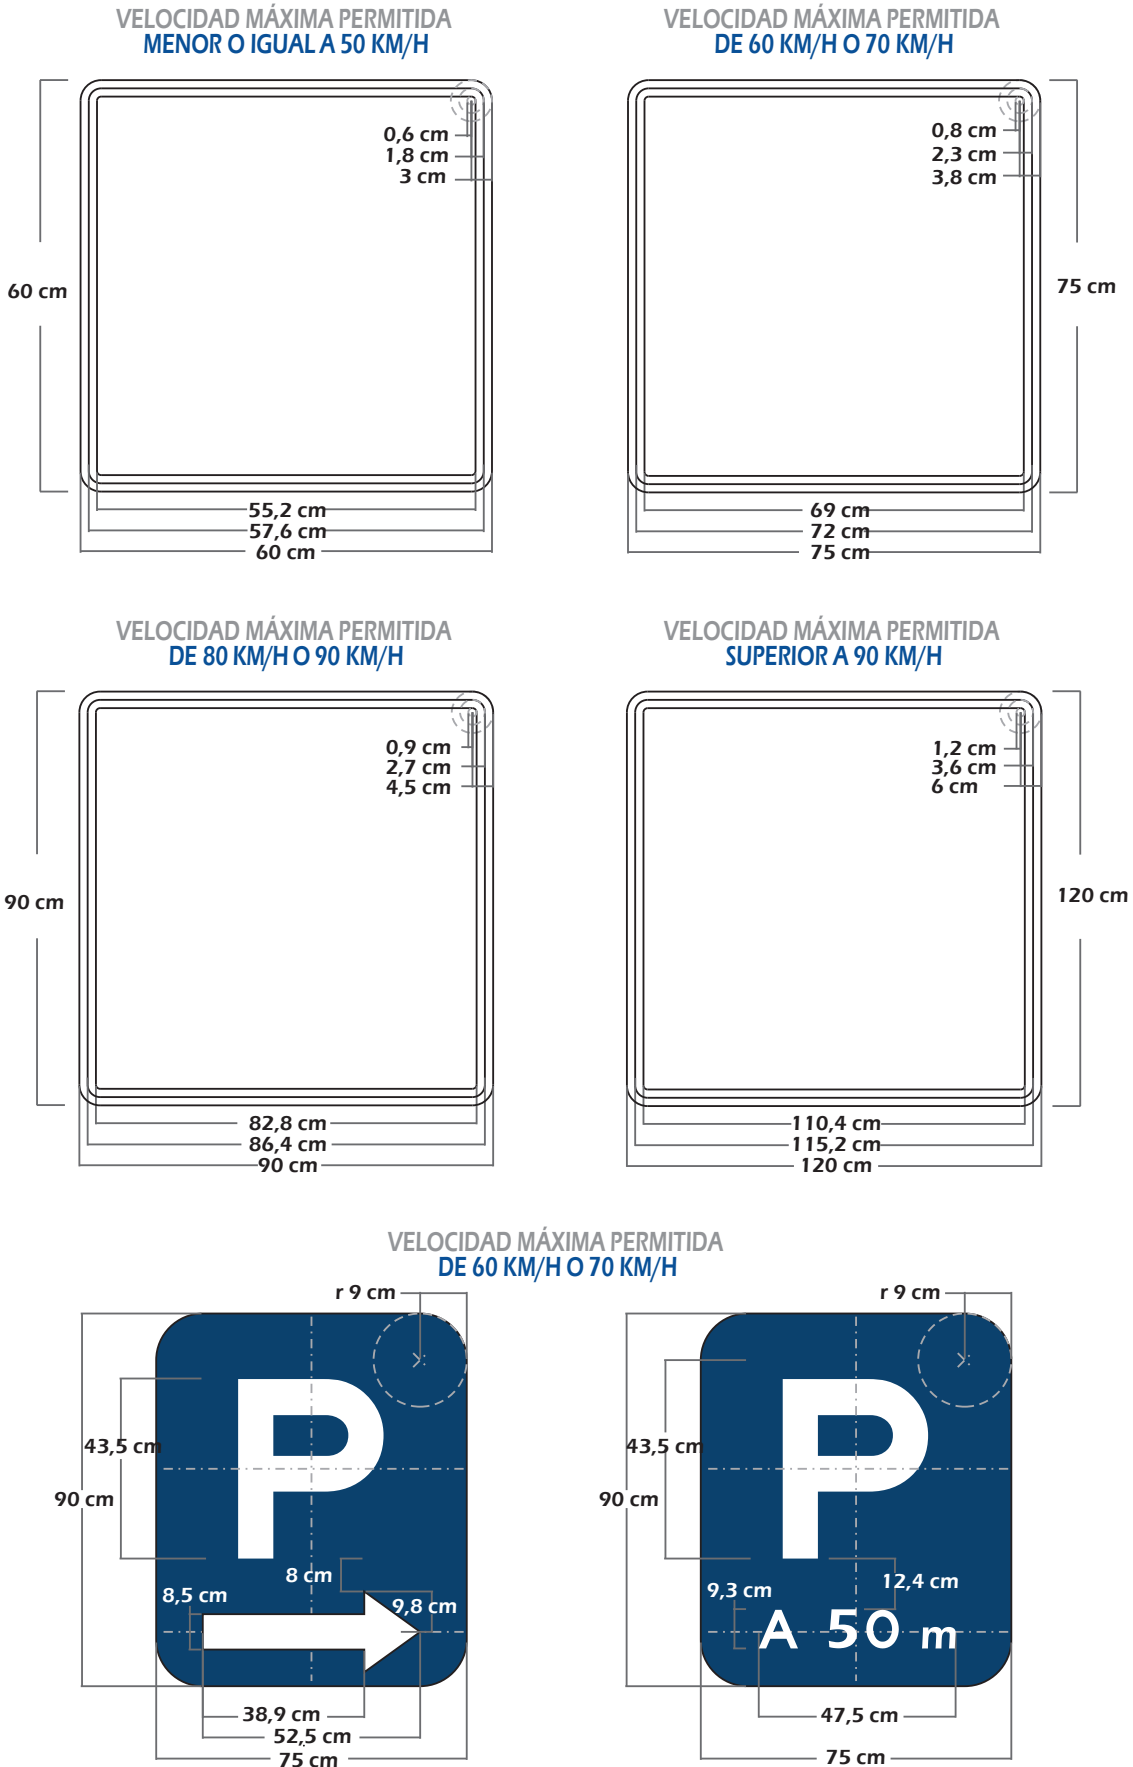 VELOCIDAD MÁXIMA PERMITIDA
MENOR O IGUAL A 50 KM/H
0,6 cm
1,8 cm
3 cm
60 cm
55,2 cm
57,6 cm
60 cm
VELOCIDAD MÁXIMA PERMITIDA
DE 60 KM/H O 70 KM/H
0,8 cm
2,3 cm
3,8 cm
75 cm
69 cm
72 cm
75 cm
VELOCIDAD MÁXIMA PERMITIDA
DE 80 KM/H O 90 KM/H
0,9 cm
2,7 cm
4,5 cm
90 cm
82,8 cm
86,4 cm
90 cm
VELOCIDAD MÁXIMA PERMITIDA
SUPERIOR A 90 KM/H
1,2 cm
3,6 cm
6 cm
120 cm
110,4 cm
115,2 cm
120 cm
VELOCIDAD MÁXIMA PERMITIDA
DE 60 KM/H O 70 KM/H
r 9 cm
P
43,5 cm
90 cm
8 cm
8,5 cm
9,8 cm
38,9 cm
52,5 cm
75 cm
r 9 cm
P
43,5 cm
90 cm
12,4 cm
9,3 cm
A 50 m
47,5 cm
75 cm